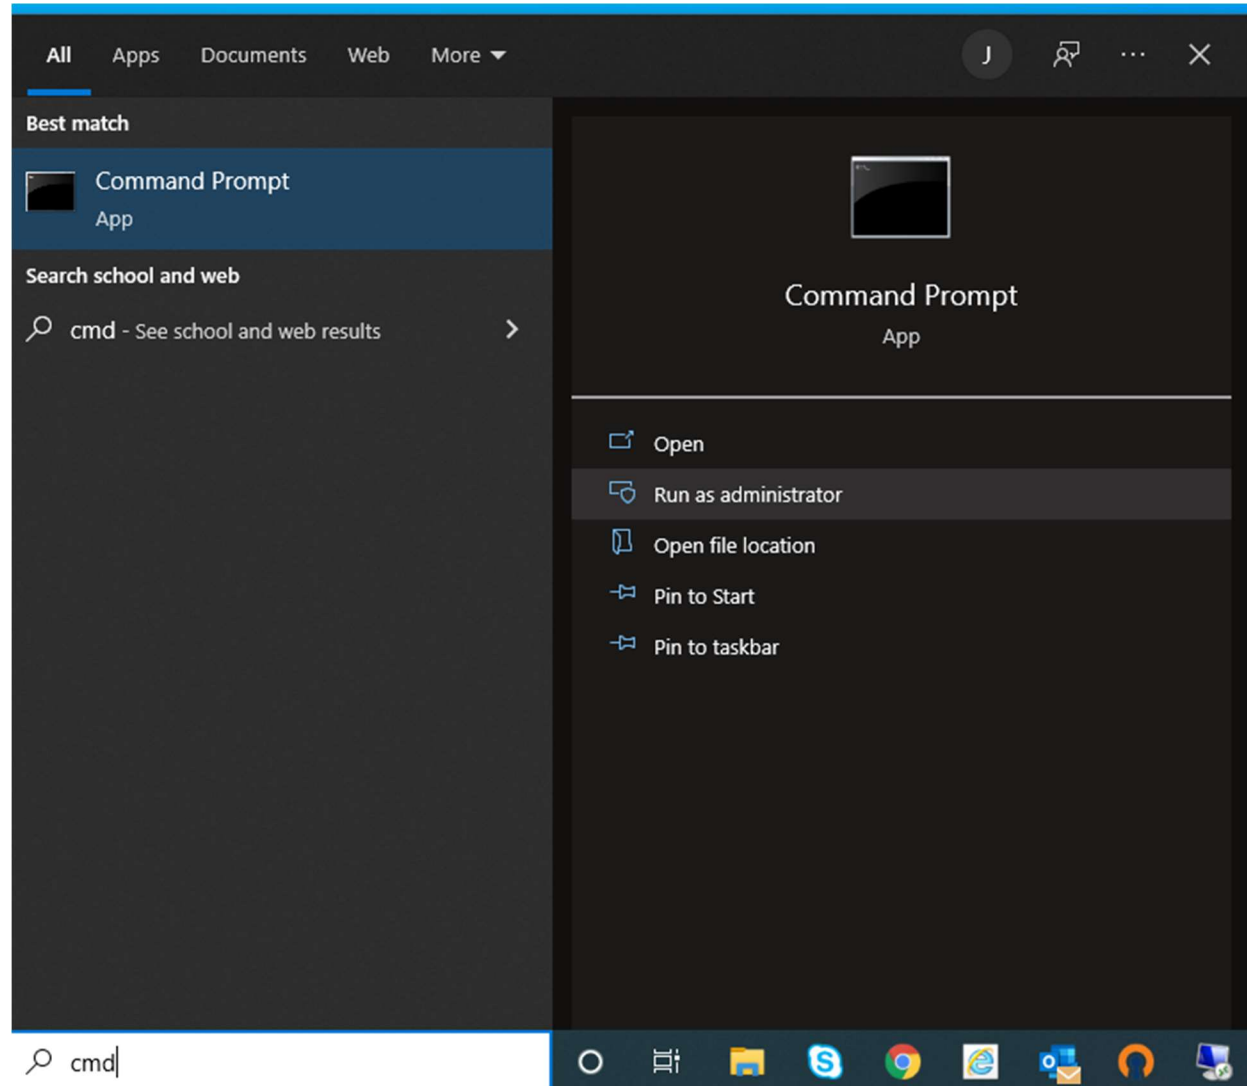 All Apps Documents Web More J
Best match
Command Prompt
App
Search school and web
cmd - See school and web results
Command Prompt
App
Open
Run as administrator
Open file location
Pin to Start
Pin to taskbar
cmd